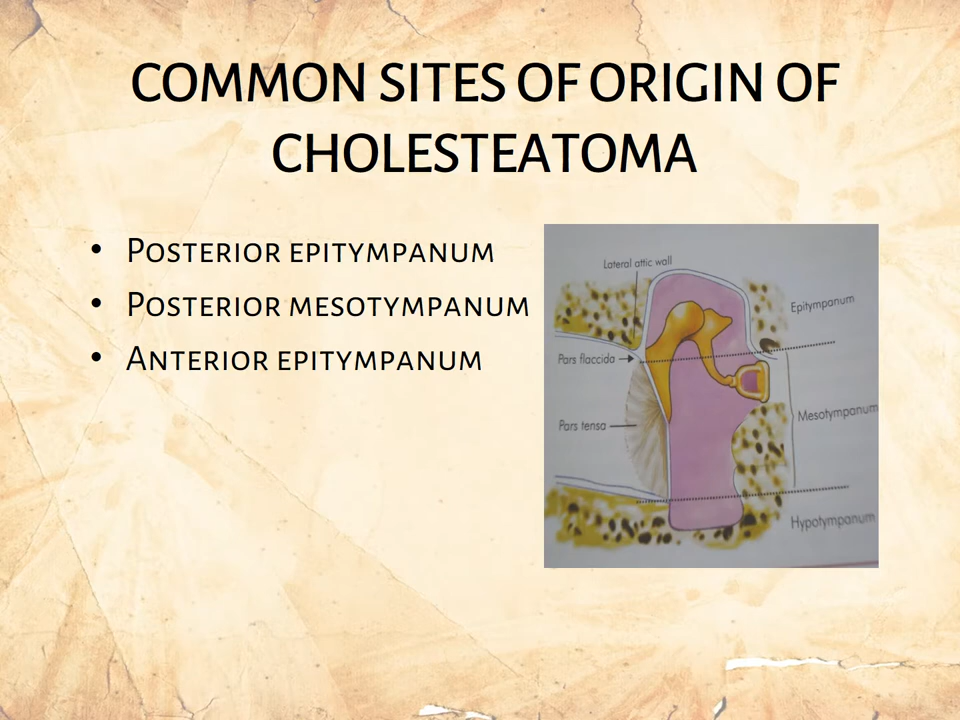 COMMON SITES OF ORIGIN OF
CHOLESTEATOMA
• POSTERIOR EPITYMPANUM
• POSTERIOR MESOTYMPANUM
• ANTERIOR EPITYMPANUM
Lateral attic wall
Epitympanum
Pars flaccida
Mesotympanum
Pars tensa
Hypotympanum